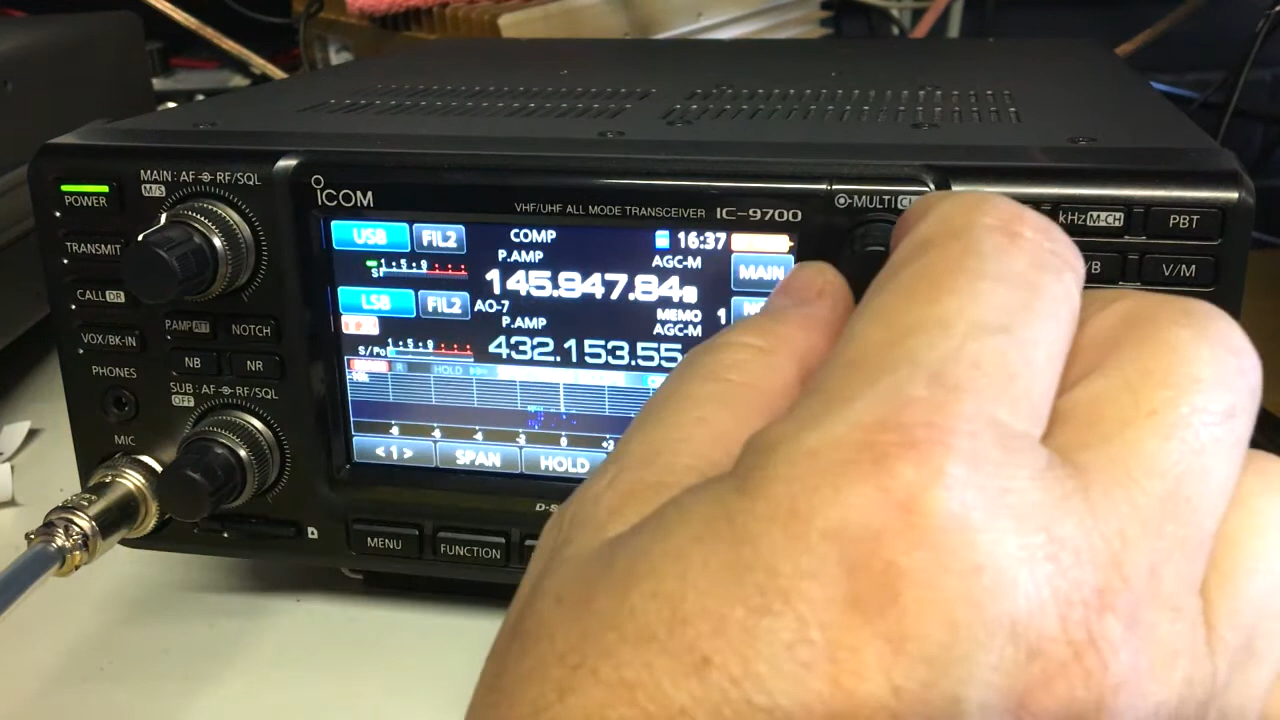 MAIN : AF RF/SQL
M/S
POWER
TRANSMIT
CALL DR
VOX/BK-IN
P.AMP ATT
NOTCH
NB
NR
PHONES
SUB : AF RF/SQL
OFF
MIC
ICOM
VHF/UHF ALL MODE TRANSCEIVER IC-9700
USB FIL2 COMP 16:37
P.AMP AGC-M
MAIN
145.947.84
LSB FIL2 AO-7 MEMO 1
P.AMP AGC-M
S/Po
432.153.55
HOLD
<1> SPAN HOLD
MENU FUNCTION
MULTI
kHz M-CH PBT
/B V/M